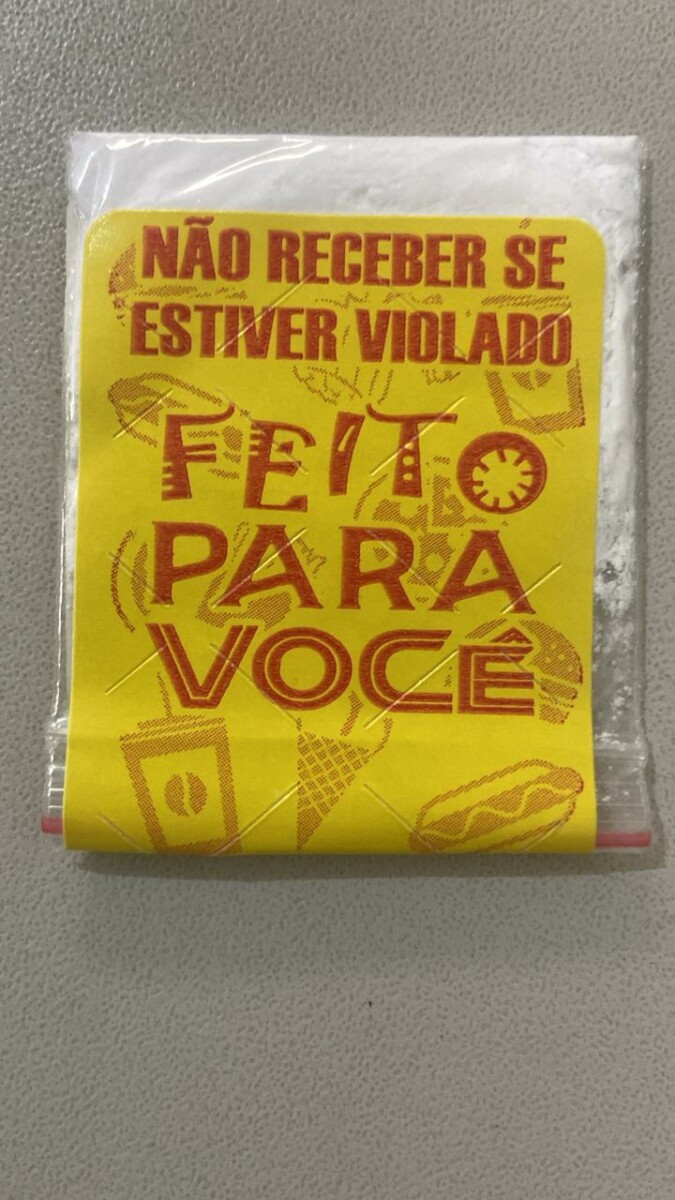 NÃO RECEBER SE
ESTIVER VIOLADO
FEITO
PARA
VOCÊ